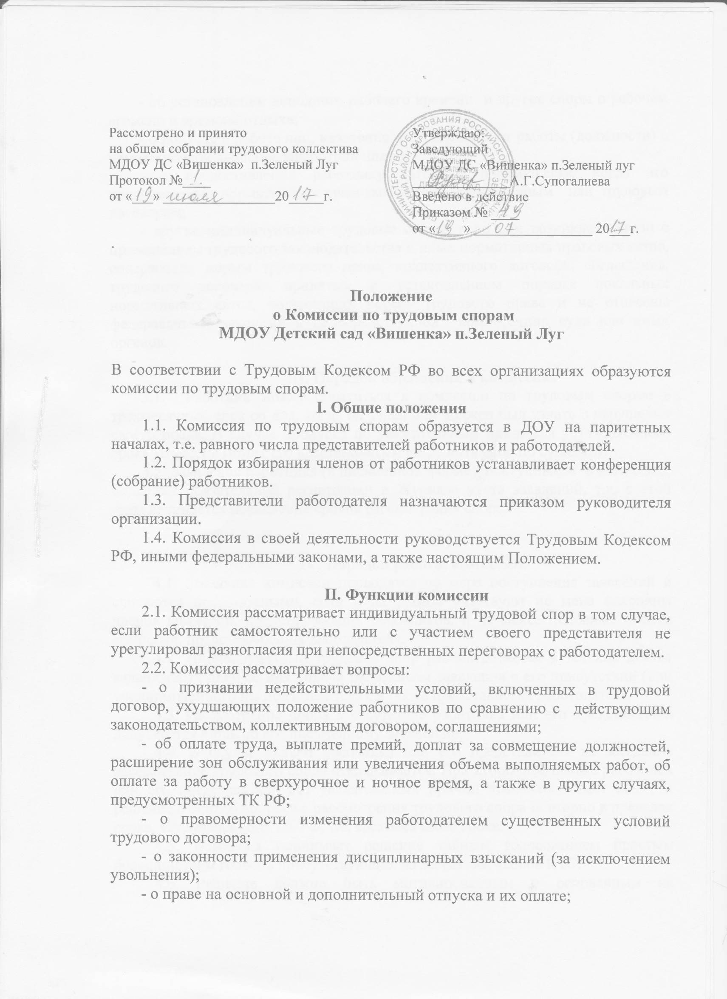 Рассмотрено и принято
на общем собрании трудового коллектива
МДОУ ДС «Вишенка» п.Зеленый Луг
Протокол № 1.
от «19» июля 2017г.
МИНИСТЕРСТВО ОБРАЗОВАНИЯ РОССИЙСКОЙ ФЕДЕРАЦИИ
Утверждаю:
Заведующий
МДОУ ДС «Вишенка» п.Зеленый луг
А.Г.Супогалиева
Введено в действие
Приказом № 49
от «19» 07 2017 г.
Положение
о Комиссии по трудовым спорам
МДОУ Детский сад «Вишенка» п.Зеленый Луг
В соответствии с Трудовым Кодексом РФ во всех организациях образуются
комиссии по трудовым спорам.
I. Общие положения
1.1. Комиссия по трудовым спорам образуется в ДОУ на паритетных
началах, т.е. равного числа представителей работников и работодателей.
1.2. Порядок избирания членов от работников устанавливает конференция
(собрание) работников.
1.3. Представители работодателя назначаются приказом руководителя
организации.
1.4. Комиссия в своей деятельности руководствуется Трудовым Кодексом
РФ, иными федеральными законами, а также настоящим Положением.
II. Функции комиссии
2.1. Комиссия рассматривает индивидуальный трудовой спор в том случае,
если работник самостоятельно или с участием своего представителя не
урегулировал разногласия при непосредственных переговорах с работодателем.
2.2. Комиссия рассматривает вопросы:
- о признании недействительными условий, включенных в трудовой
договор, ухудшающих положение работников по сравнению с действующим
законодательством, коллективным договором, соглашениями;
- об оплате труда, выплате премий, доплат за совмещение должностей,
расширение зон обслуживания или увеличения объема выполняемых работ, об
оплате за работу в сверхурочное и ночное время, а также в других случаях,
предусмотренных ТК РФ;
- о правомерности изменения работодателем существенных условий
трудового договора;
- о законности применения дисциплинарных взысканий (за исключением
увольнения);
- о праве на основной и дополнительный отпуска и их оплате;